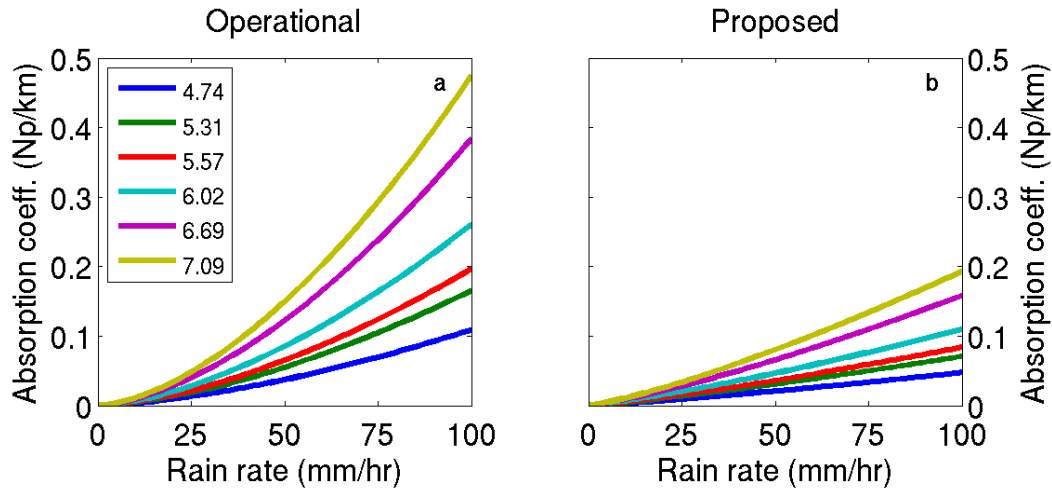 Operational
Absorption coeff. (Np/km)
0.5
0.4
0.3
0.2
0.1
0
a
4.74
5.31
5.57
6.02
6.69
7.09
0 25 50 75 100
Rain rate (mm/hr)
Proposed
b
0.5
0.4
0.3
0.2
0.1
0
Absorption coeff. (Np/km)
0 25 50 75 100
Rain rate (mm/hr)